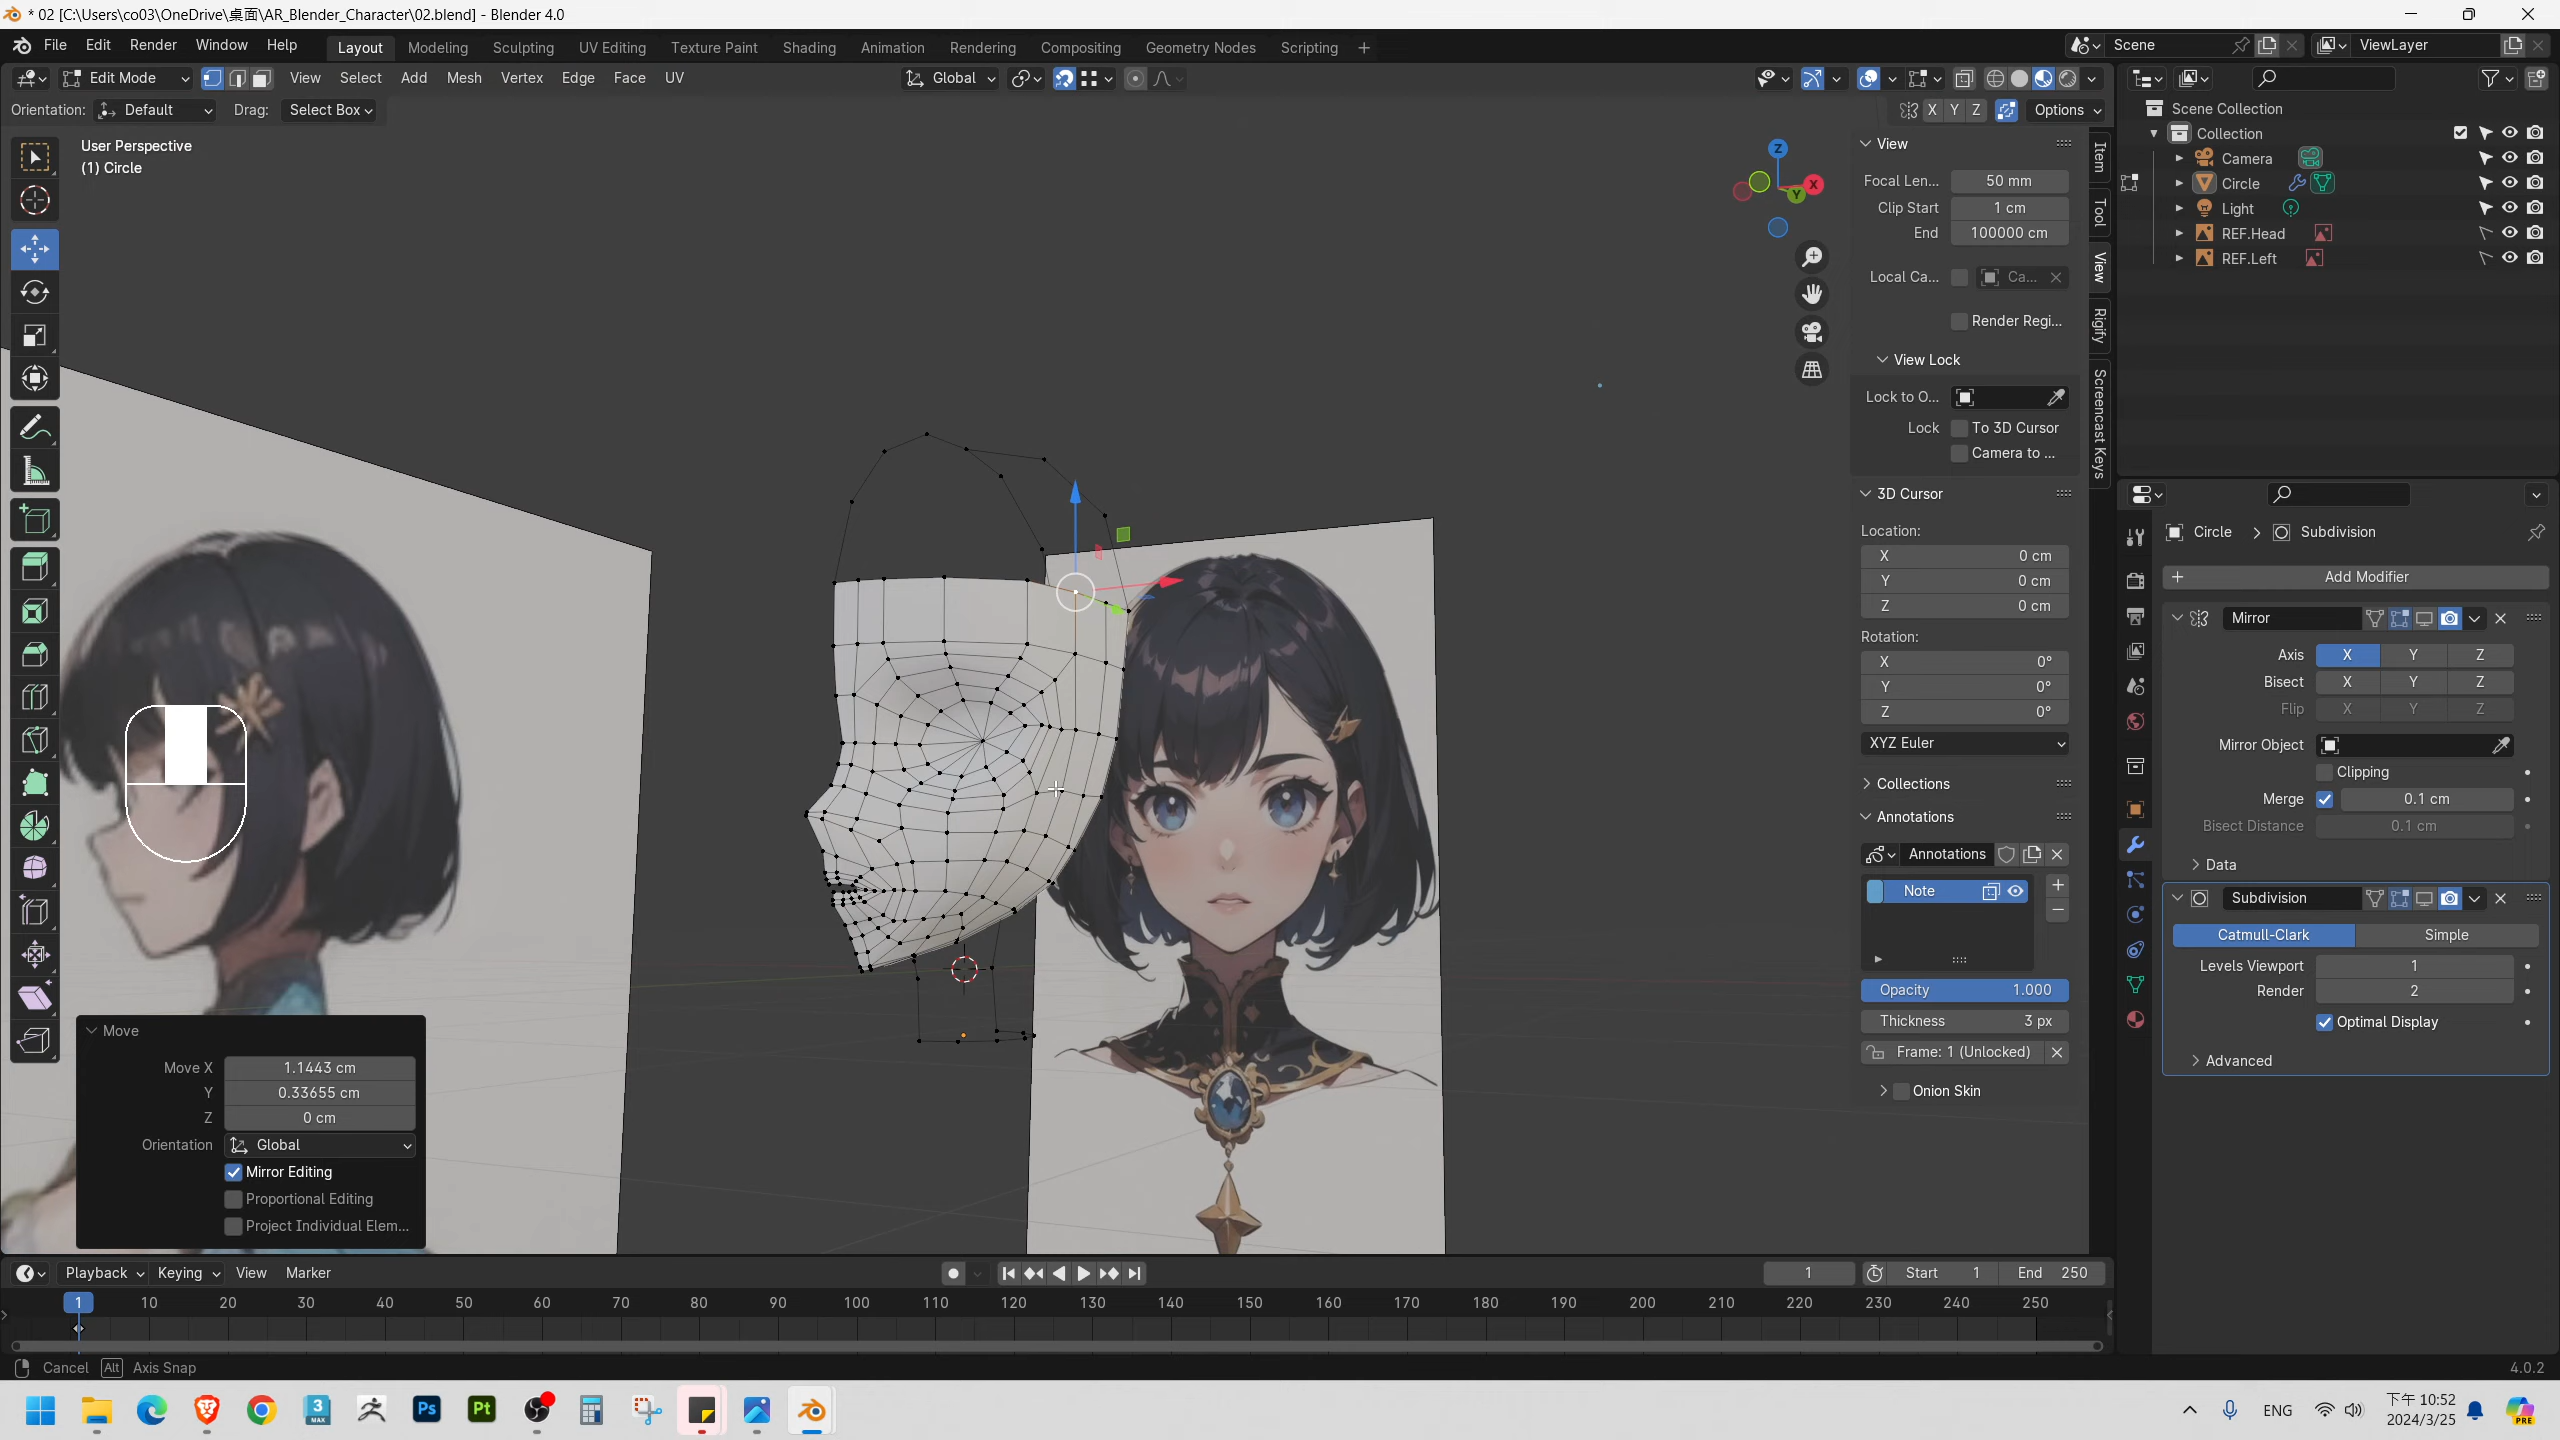 * 02 [C:\Users\co03\OneDrive\桌面\AR_Blender_Character\02.blend] - Blender 4.0
File Edit Render Window Help Layout Modeling Sculpting UV Editing Texture Paint Shading Animation Rendering Compositing Geometry Nodes Scripting + Scene ViewLayer
Edit Mode View Select Add Mesh Vertex Edge Face UV Global
Orientation: Default Drag: Select Box X Y Z Options
User Perspective
(1) Circle
Z
X
Y
View
Focal Len... 50 mm
Clip Start 1 cm
End 100000 cm
Local Ca... Ca...
Render Regi...
View Lock
Lock to O...
Lock To 3D Cursor
Camera to ...
3D Cursor
Location:
X 0 cm
Y 0 cm
Z 0 cm
Rotation:
X 0°
Y 0°
Z 0°
XYZ Euler
Collections
Annotations
Annotations
Note
Opacity 1.000
Thickness 3 px
Frame: 1 (Unlocked)
Onion Skin
Item
Tool
View
Rigify
Screencast Keys
Scene Collection
Collection
Camera
Circle
Light
REF.Head
REF.Left
Circle > Subdivision
Add Modifier
Mirror
Axis X Y Z
Bisect X Y Z
Flip X Y Z
Mirror Object
Clipping
Merge 0.1 cm
Bisect Distance 0.1 cm
Data
Subdivision
Catmull-Clark Simple
Levels Viewport 1
Render 2
Optimal Display
Advanced
Move
Move X 1.1443 cm
Y 0.33655 cm
Z 0 cm
Orientation Global
Mirror Editing
Proportional Editing
Project Individual Elem...
Playback Keying View Marker 1 Start 1 End 250
1 10 20 30 40 50 60 70 80 90 100 110 120 130 140 150 160 170 180 190 200 210 220 230 240 250
Cancel Alt Axis Snap 4.0.2
3
MAX
Ps
Pt
ENG
下午 10:52
2024/3/25
PRE